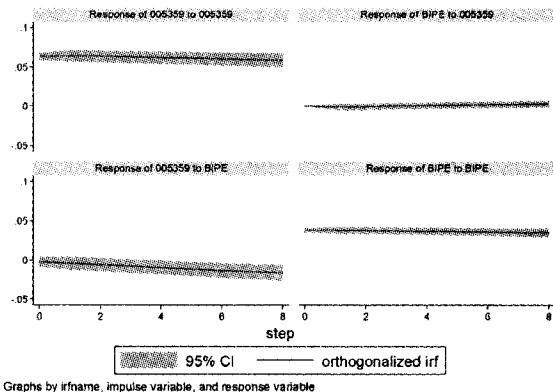 Response of 005359 to 005359
Response of BIPE to 005359
.1
.05
0
-.05
Response of 005359 to BIPE
Response of BIPE to BIPE
.1
.05
0
-.05
0 2 4 6 8
0 2 4 6 8
step
95% CI
orthogonalized irf
Graphs by irfname, impulse variable, and response variable